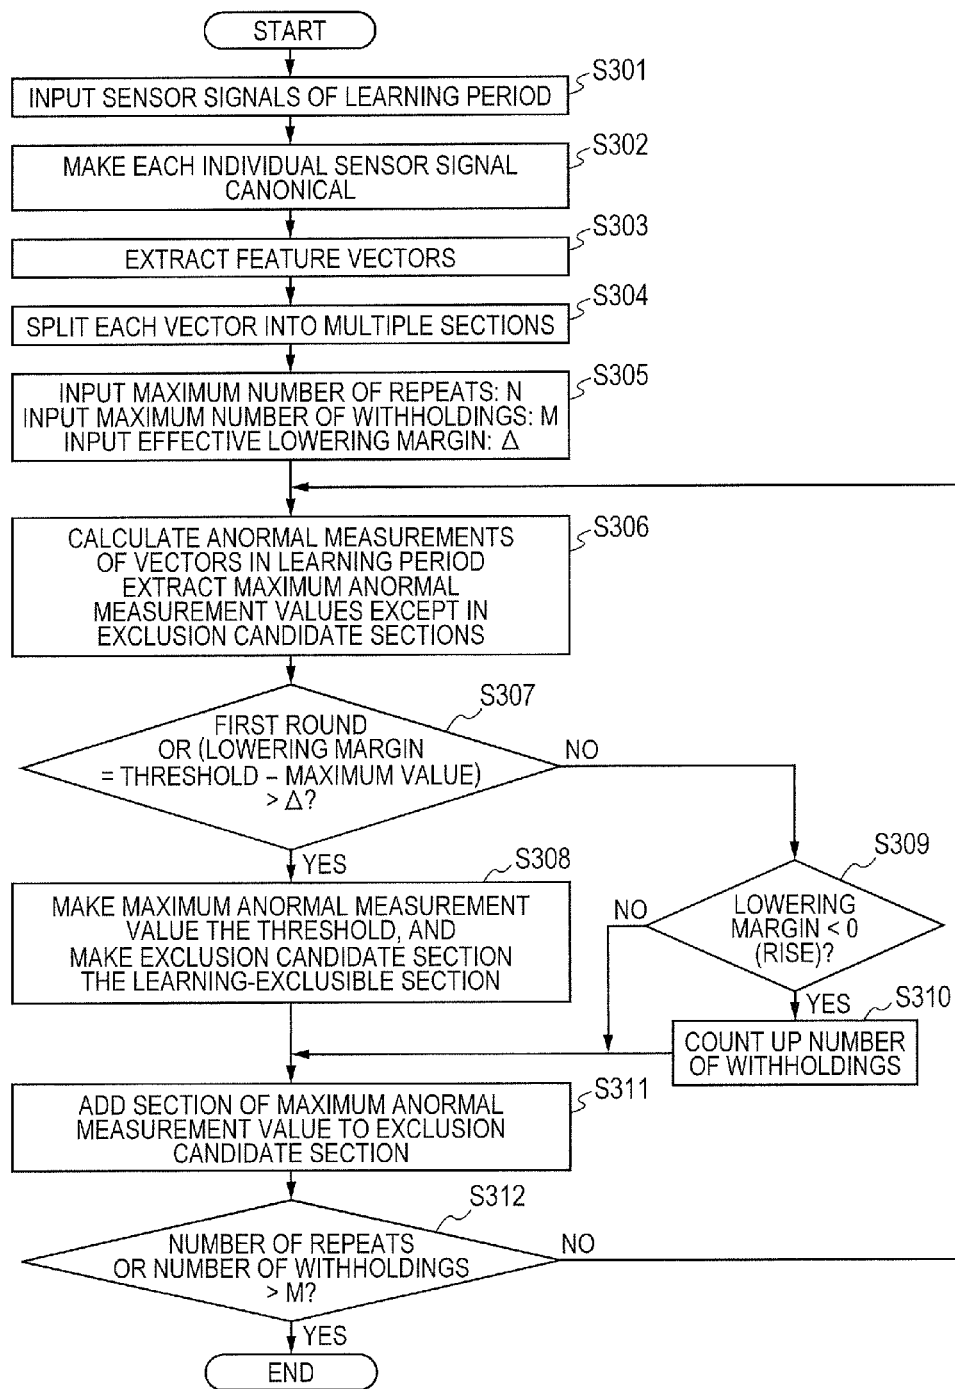 START
S301
INPUT SENSOR SIGNALS OF LEARNING PERIOD
S302
MAKE EACH INDIVIDUAL SENSOR SIGNAL
CANONICAL
S303
EXTRACT FEATURE VECTORS
S304
SPLIT EACH VECTOR INTO MULTIPLE SECTIONS
S305
INPUT MAXIMUM NUMBER OF REPEATS: N
INPUT MAXIMUM NUMBER OF WITHHOLDINGS: M
INPUT EFFECTIVE LOWERING MARGIN: Δ
S306
CALCULATE ANORMAL MEASUREMENTS
OF VECTORS IN LEARNING PERIOD
EXTRACT MAXIMUM ANORMAL
MEASUREMENT VALUES EXCEPT IN
EXCLUSION CANDIDATE SECTIONS
S307
FIRST ROUND
OR (LOWERING MARGIN
= THRESHOLD – MAXIMUM VALUE)
> Δ?
NO
YES
S308
MAKE MAXIMUM ANORMAL MEASUREMENT
VALUE THE THRESHOLD, AND
MAKE EXCLUSION CANDIDATE SECTION
THE LEARNING-EXCLUSIBLE SECTION
S309
NO
LOWERING
MARGIN < 0
(RISE)?
YES
S310
COUNT UP NUMBER
OF WITHHOLDINGS
S311
ADD SECTION OF MAXIMUM ANORMAL
MEASUREMENT VALUE TO EXCLUSION
CANDIDATE SECTION
S312
NUMBER OF REPEATS
OR NUMBER OF WITHHOLDINGS
> M?
NO
YES
END